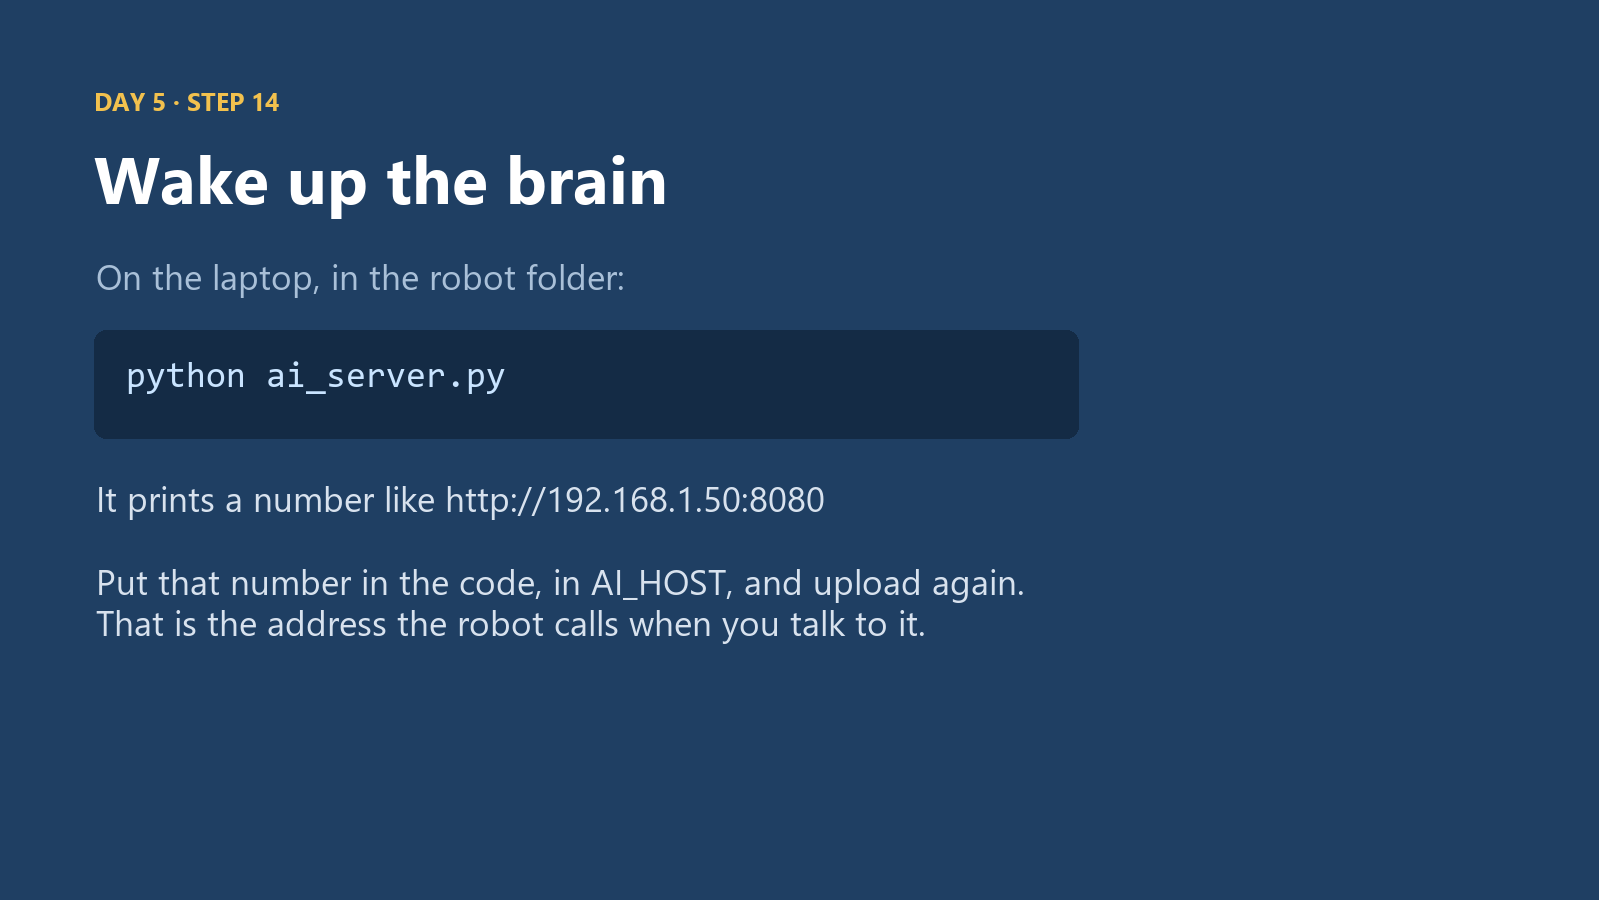 DAY 5 · STEP 14
Wake up the brain
On the laptop, in the robot folder:
python ai_server.py
It prints a number like http://192.168.1.50:8080
Put that number in the code, in AI_HOST, and upload again.
That is the address the robot calls when you talk to it.